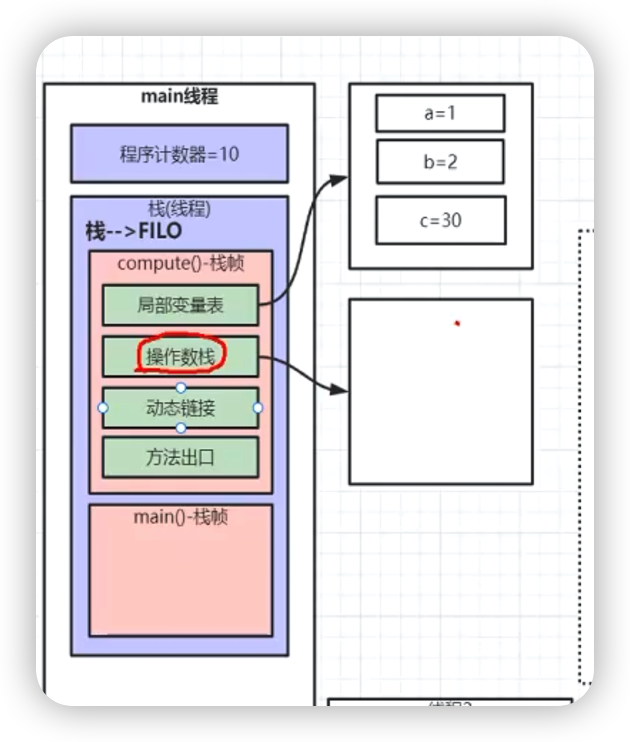 main线程
程序计数器=10
栈(线程)
栈-->FILO
compute()-栈帧
局部变量表
操作数栈
动态链接
方法出口
main()-栈帧
a=1
b=2
c=30